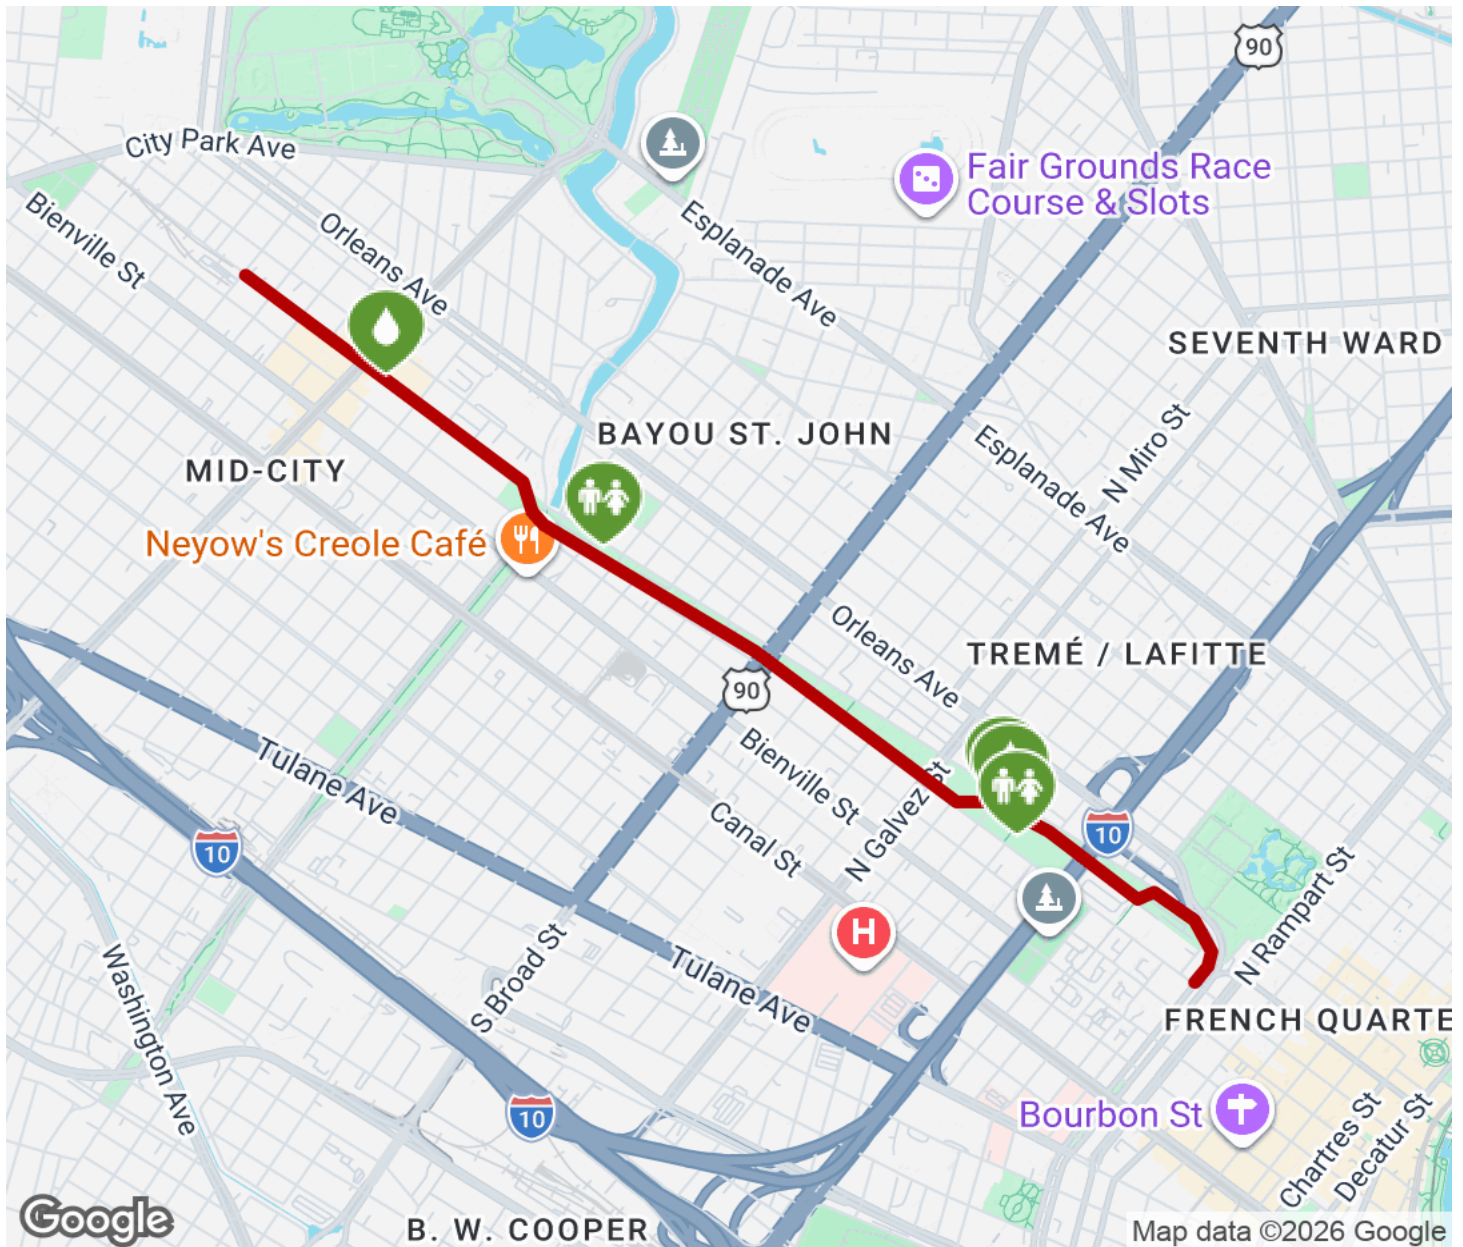 90
City Park Ave
Fair Grounds Race
Course & Slots
Bienville St
Orleans Ave
Esplanade Ave
SEVENTH WARD
BAYOU ST. JOHN
N Miro St
Esplanade Ave
MID-CITY
Neyow's Creole Café
Orleans Ave
TREMÉ / LAFITTE
90
Bienville St
Tulane Ave
N Galvez St
Canal St
10
10
N Rampart St
H
S Broad St
Tulane Ave
Washington Ave
FRENCH QUARTE
10
Bourbon St
Chartres St
Decatur St
B. W. COOPER
Google
Map data ©2026 Google